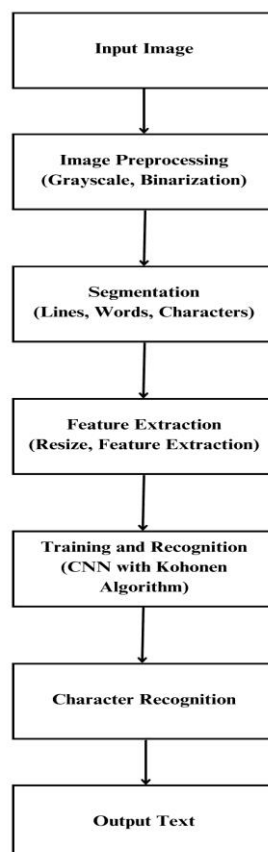 Input Image
Image Preprocessing
(Grayscale, Binarization)
Segmentation
(Lines, Words, Characters)
Feature Extraction
(Resize, Feature Extraction)
Training and Recognition
(CNN with Kohonen
Algorithm)
Character Recognition
Output Text